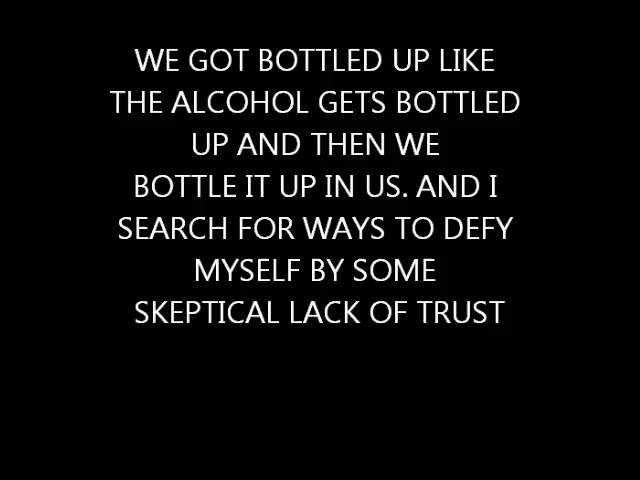 WE GOT BOTTLED UP LIKE
THE ALCOHOL GETS BOTTLED
UP AND THEN WE
BOTTLE IT UP IN US. AND I
SEARCH FOR WAYS TO DEFY
MYSELF BY SOME
SKEPTICAL LACK OF TRUST